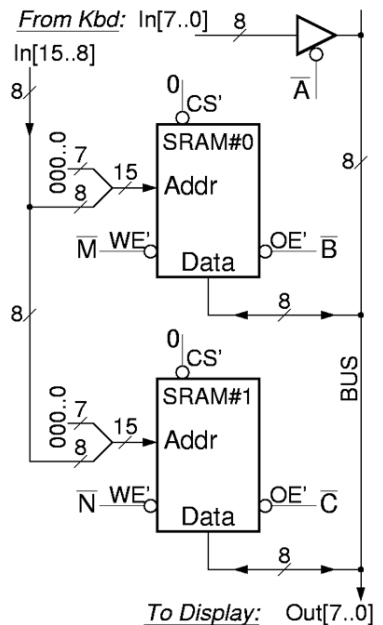 From Kbd: In[7..0] 8
In[15..8]
A
8
0
CS'
SRAM#0
000..0
7
15
Addr
8
8
M WE'
OE' B
Data
8
8
0
CS'
BUS
SRAM#1
000..0
7
15
Addr
8
N WE'
OE' C
Data
8
To Display: Out[7..0]